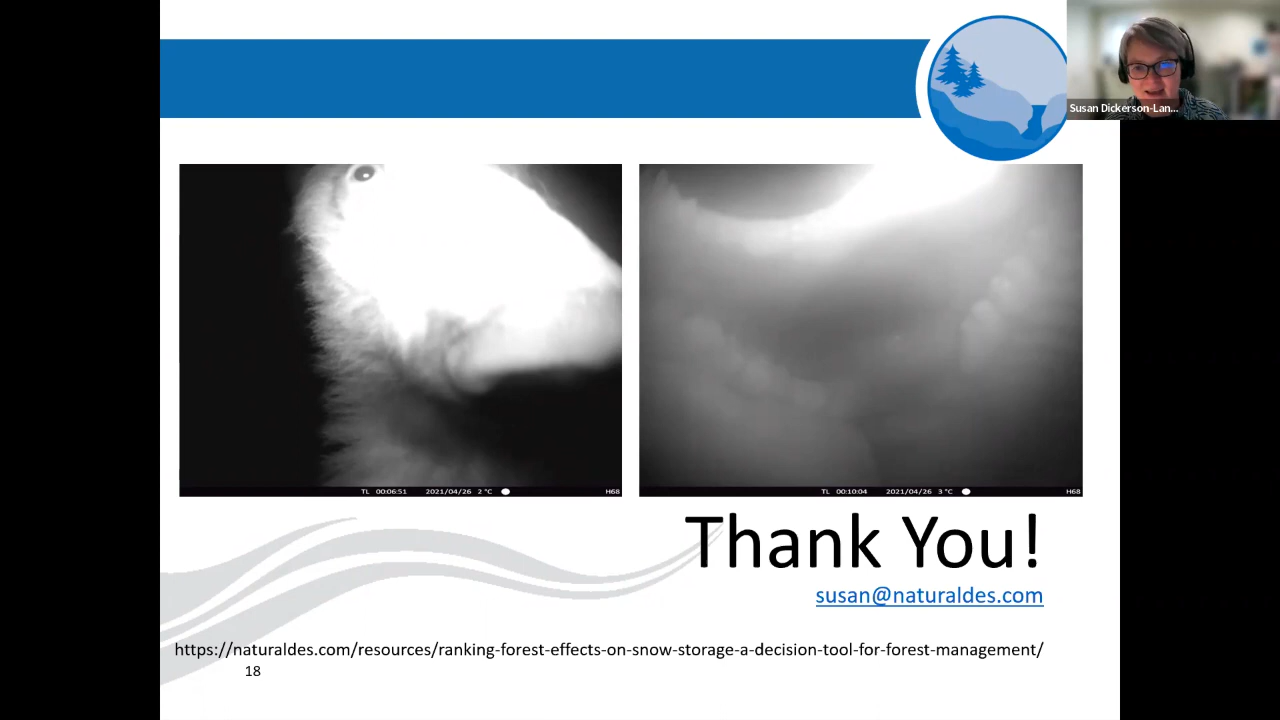 Susan Dickerson-Lan...
TL 00:06:51 2021/04/26 2 °C H68
TL 00:10:04 2021/04/26 3 °C H68
Thank You!
susan@naturaldes.com
https://naturaldes.com/resources/ranking-forest-effects-on-snow-storage-a-decision-tool-for-forest-management/
18